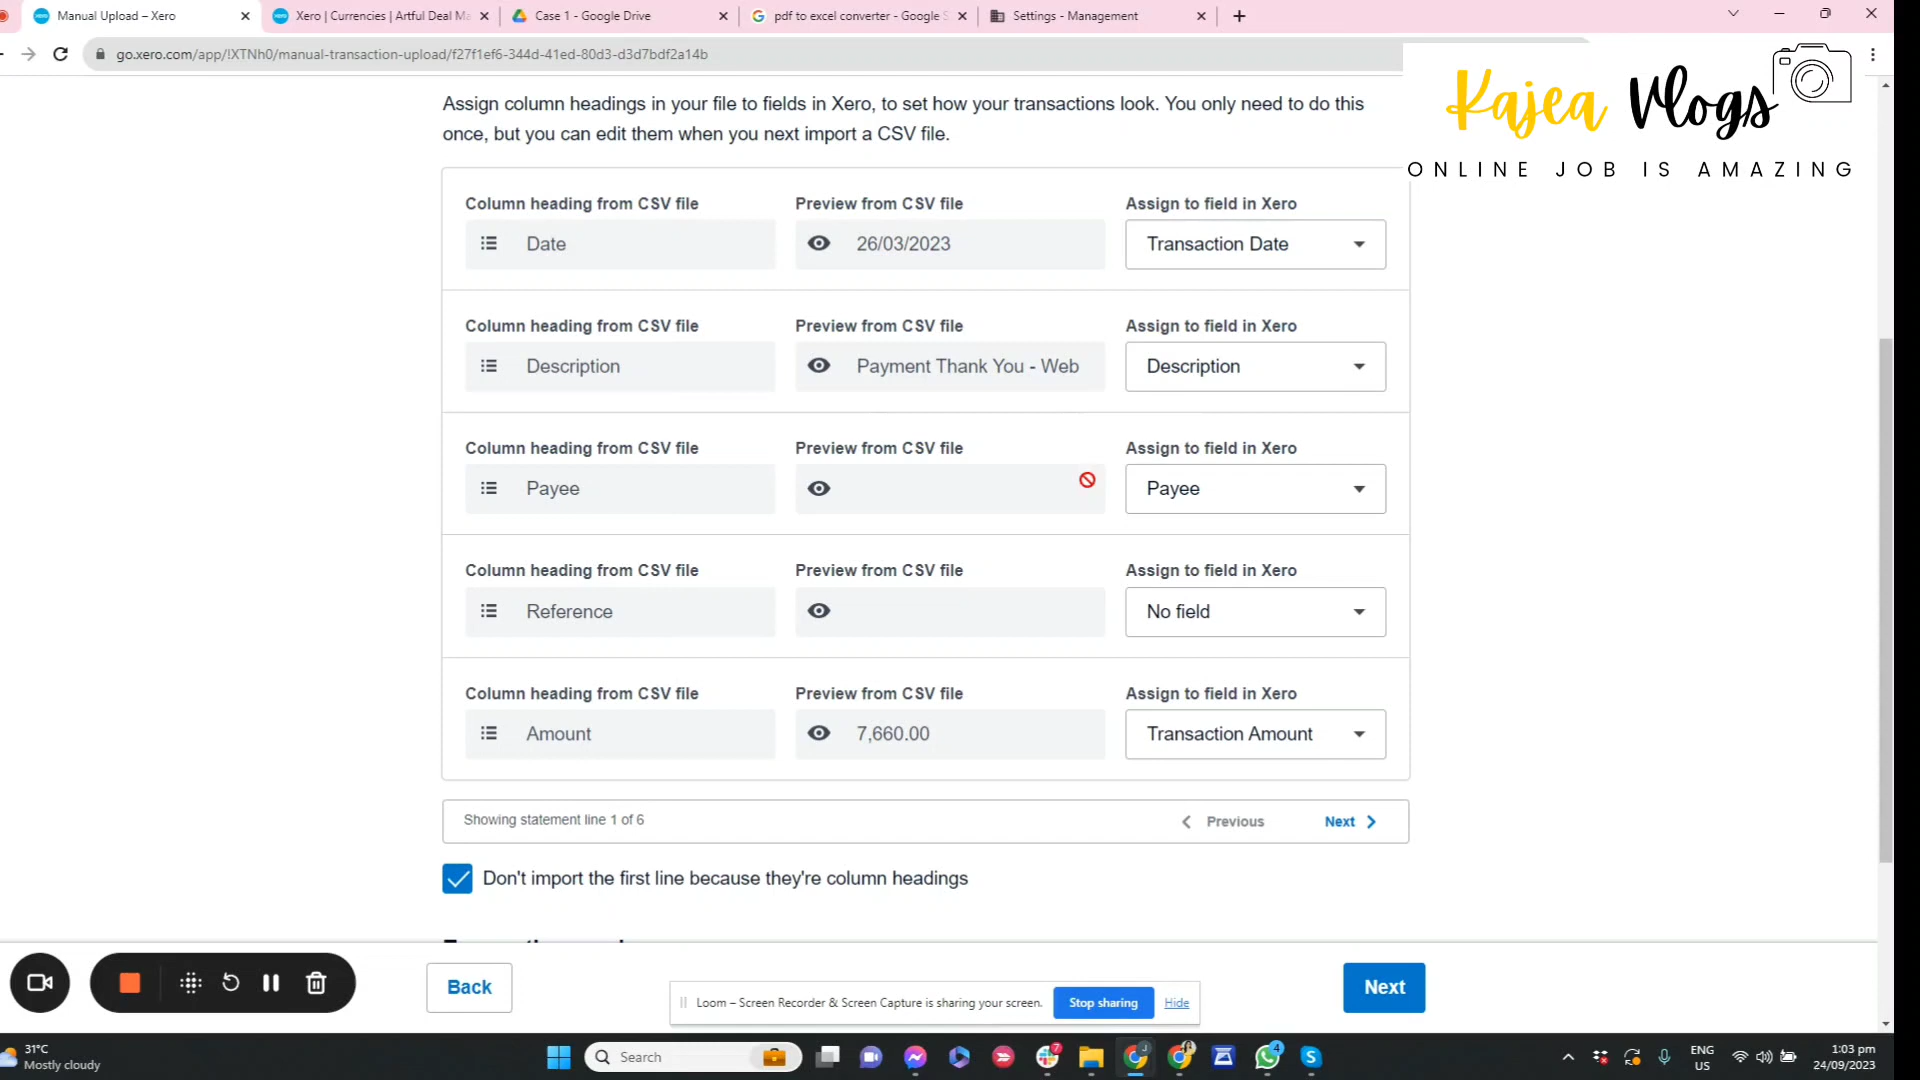 Manual Upload – Xero
Xero | Currencies | Artful Deal Ma
Case 1 - Google Drive
pdf to excel converter - Google S
Settings - Management
go.xero.com/app/!XTNh0/manual-transaction-upload/f27f1ef6-344d-41ed-80d3-d3d7bdf2a14b
Kajea Vlogs
ONLINE JOB IS AMAZING
Assign column headings in your file to fields in Xero, to set how your transactions look. You only need to do this
once, but you can edit them when you next import a CSV file.
Column heading from CSV file
Preview from CSV file
Assign to field in Xero
Date
26/03/2023
Transaction Date
Column heading from CSV file
Preview from CSV file
Assign to field in Xero
Description
Payment Thank You - Web
Description
Column heading from CSV file
Preview from CSV file
Assign to field in Xero
Payee
Payee
Column heading from CSV file
Preview from CSV file
Assign to field in Xero
Reference
No field
Column heading from CSV file
Preview from CSV file
Assign to field in Xero
Amount
7,660.00
Transaction Amount
Showing statement line 1 of 6
Previous
Next
Don't import the first line because they're column headings
Back
Loom – Screen Recorder & Screen Capture is sharing your screen.
Stop sharing
Hide
Next
31°C
Mostly cloudy
Search
7
4
ENG
US
1:03 pm
24/09/2023